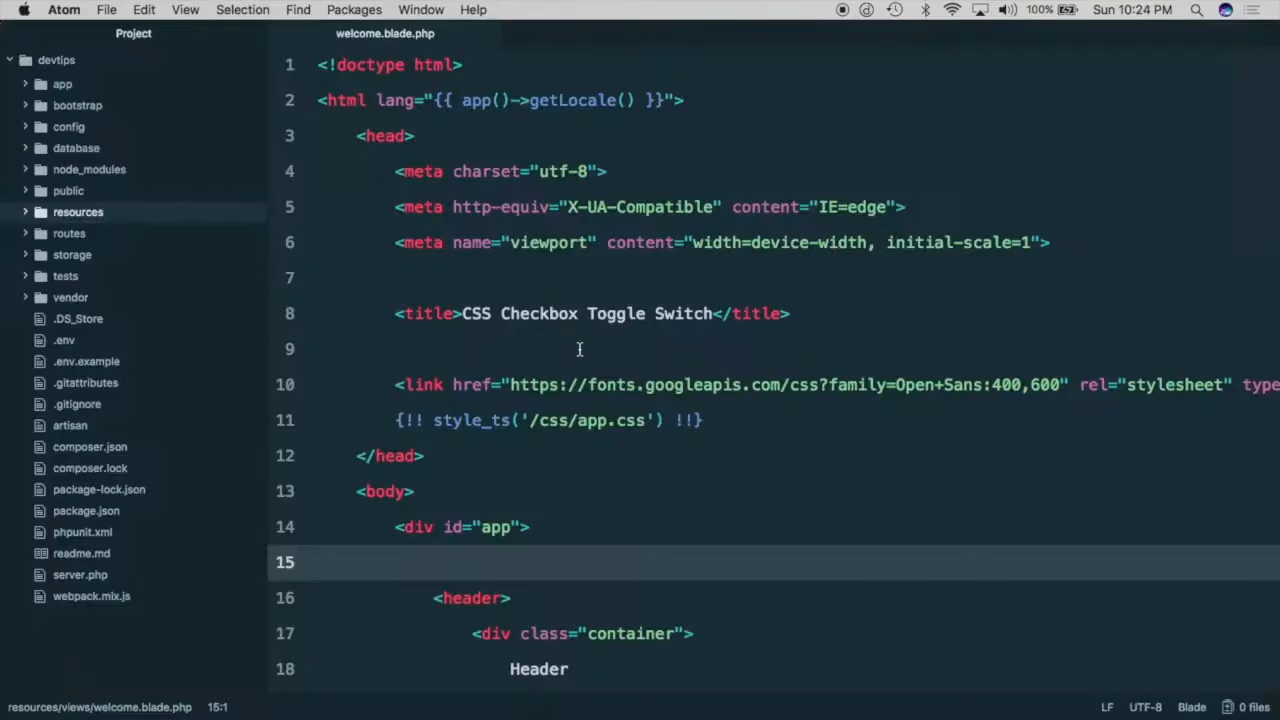 Atom File Edit View Selection Find Packages Window Help 100% Sun 10:24 PM
Project
welcome.blade.php
devtips
app
bootstrap
config
database
node_modules
public
resources
routes
storage
tests
vendor
.DS_Store
.env
.env.example
.gitattributes
.gitignore
artisan
composer.json
composer.lock
package-lock.json
package.json
phpunit.xml
readme.md
server.php
webpack.mix.js
1 <!doctype html>
2 <html lang="{{ app()->getLocale() }}">
3 <head>
4 <meta charset="utf-8">
5 <meta http-equiv="X-UA-Compatible" content="IE=edge">
6 <meta name="viewport" content="width=device-width, initial-scale=1">
7
8 <title>CSS Checkbox Toggle Switch</title>
9
10 <link href="https://fonts.googleapis.com/css?family=Open+Sans:400,600" rel="stylesheet" type
11 {!! style_ts('/css/app.css') !!}
12 </head>
13 <body>
14 <div id="app">
15
16 <header>
17 <div class="container">
18 Header
resources/views/welcome.blade.php 15:1 LF UTF-8 Blade 0 files